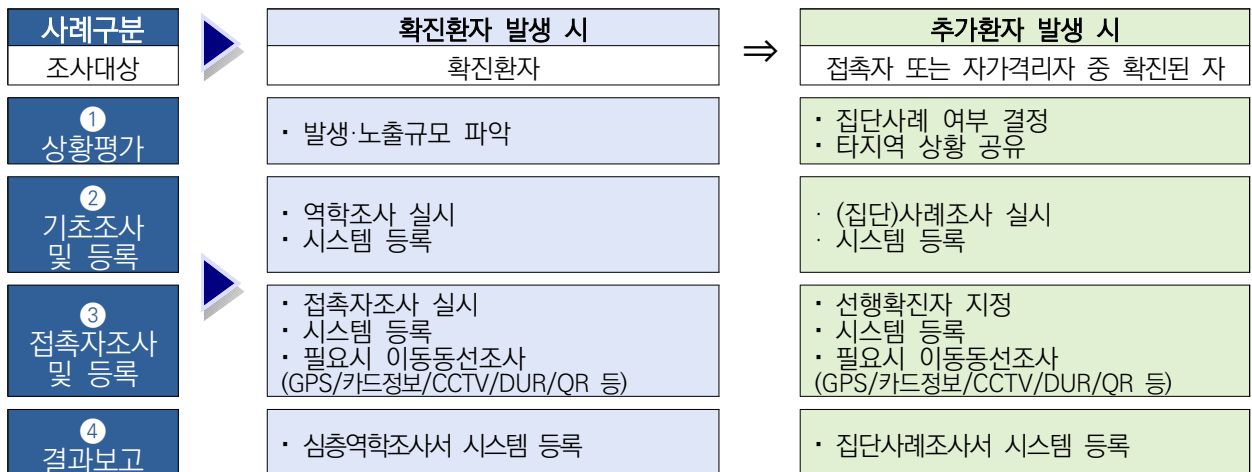 사례구분
조사대상
확진환자 발생 시
확진환자
⇒
추가환자 발생 시
접촉자 또는 자가격리자 중 확진된 자
❶
상황평가
· 발생·노출규모 파악
· 집단사례 여부 결정
· 타지역 상황 공유
❷
기초조사
및 등록
· 역학조사 실시
· 시스템 등록
· (집단)사례조사 실시
· 시스템 등록
❸
접촉자조사
및 등록
· 접촉자조사 실시
· 시스템 등록
· 필요시 이동동선조사
(GPS/카드정보/CCTV/DUR/QR 등)
· 선행확진자 지정
· 시스템 등록
· 필요시 이동동선조사
(GPS/카드정보/CCTV/DUR/QR 등)
❹
결과보고
· 심층역학조사서 시스템 등록
· 집단사례조사서 시스템 등록